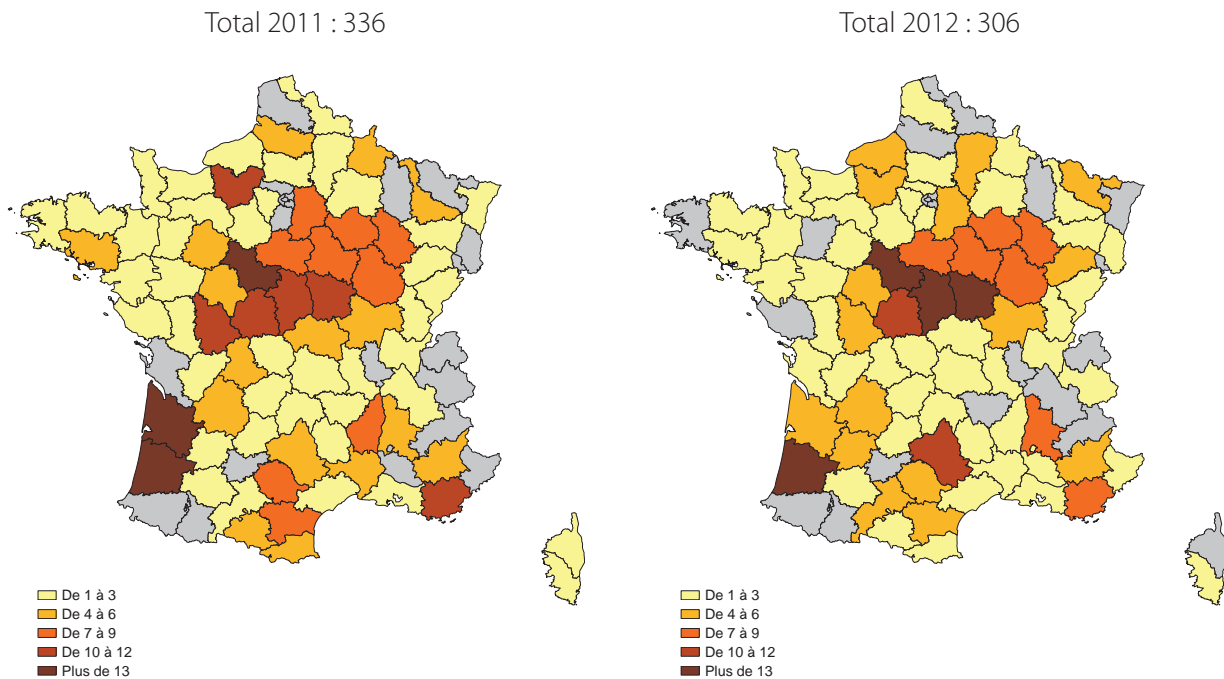 Total 2011 : 336
De 1 à 3
De 4 à 6
De 7 à 9
De 10 à 12
Plus de 13
Total 2012 : 306
De 1 à 3
De 4 à 6
De 7 à 9
De 10 à 12
Plus de 13